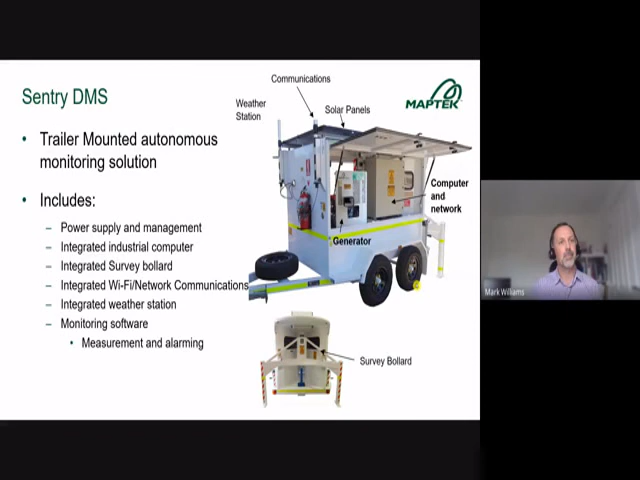 Communications
Weather
Station
Solar Panels
MAPTEK
Sentry DMS
• Trailer Mounted autonomous
monitoring solution
• Includes:
– Power supply and management
– Integrated industrial computer
– Integrated Survey bollard
– Integrated Wi-Fi/Network Communications
– Integrated weather station
– Monitoring software
• Measurement and alarming
Computer
and
network
Generator
Survey Bollard
Mark Williams